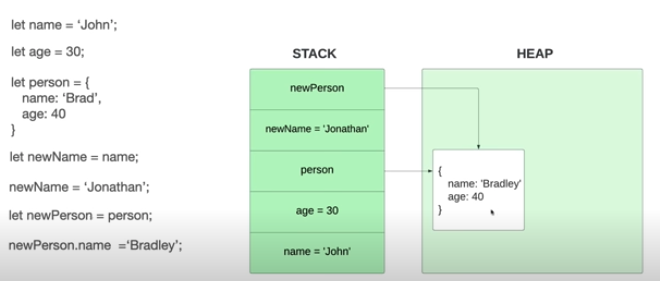 let name = ‘John’;
let age = 30;
let person = {
name: ‘Brad’,
age: 40
}
let newName = name;
newName = ‘Jonathan’;
let newPerson = person;
newPerson.name =‘Bradley’;
STACK
newPerson
newName = 'Jonathan'
person
age = 30
name = 'John'
HEAP
{
name: 'Bradley'
age: 40
}